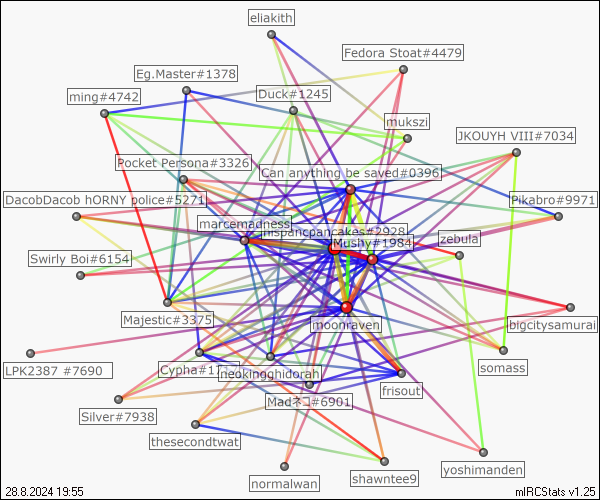 eliakith
Fedora Stoat#4479
Eg.Master#1378
Duck#1245
ming#4742
mukszi
JKOUYH VIII#7034
Pocket Persona#3326
Can anything be saved#0396
DacobDacob hORNY police#5271
Pikabro#9971
marcemadness
mspancpancakes#2928
Mushy#1984
zebula
Swirly Boi#6154
Majestic#3375
moonraven
bigcitysamurai
LPK2387 #7690
Cypha#17
neokingghidorah
somass
frisout
Madネコ#6901
Silver#7938
thesecondtwat
normalwan
shawntee9
yoshimanden
28.8.2024 19:55
mIRCStats v1.25